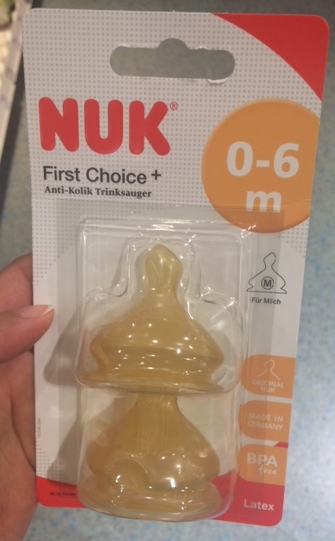 NUK®
First Choice +
Anti-Kolik Trinksauger
0-6
m
M
Für Milch
ORIGINAL
NUK
MADE IN
GERMANY
BPA
free
Latex